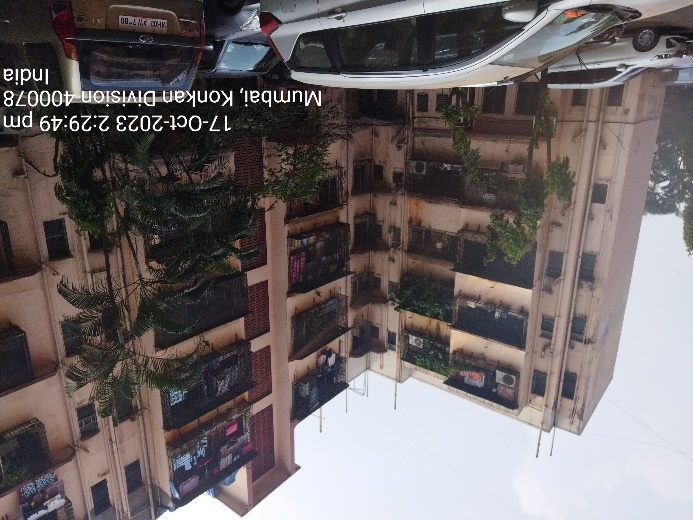 17-Oct-2023 2:29:49 pm
Mumbai, Konkan Division 400078
India